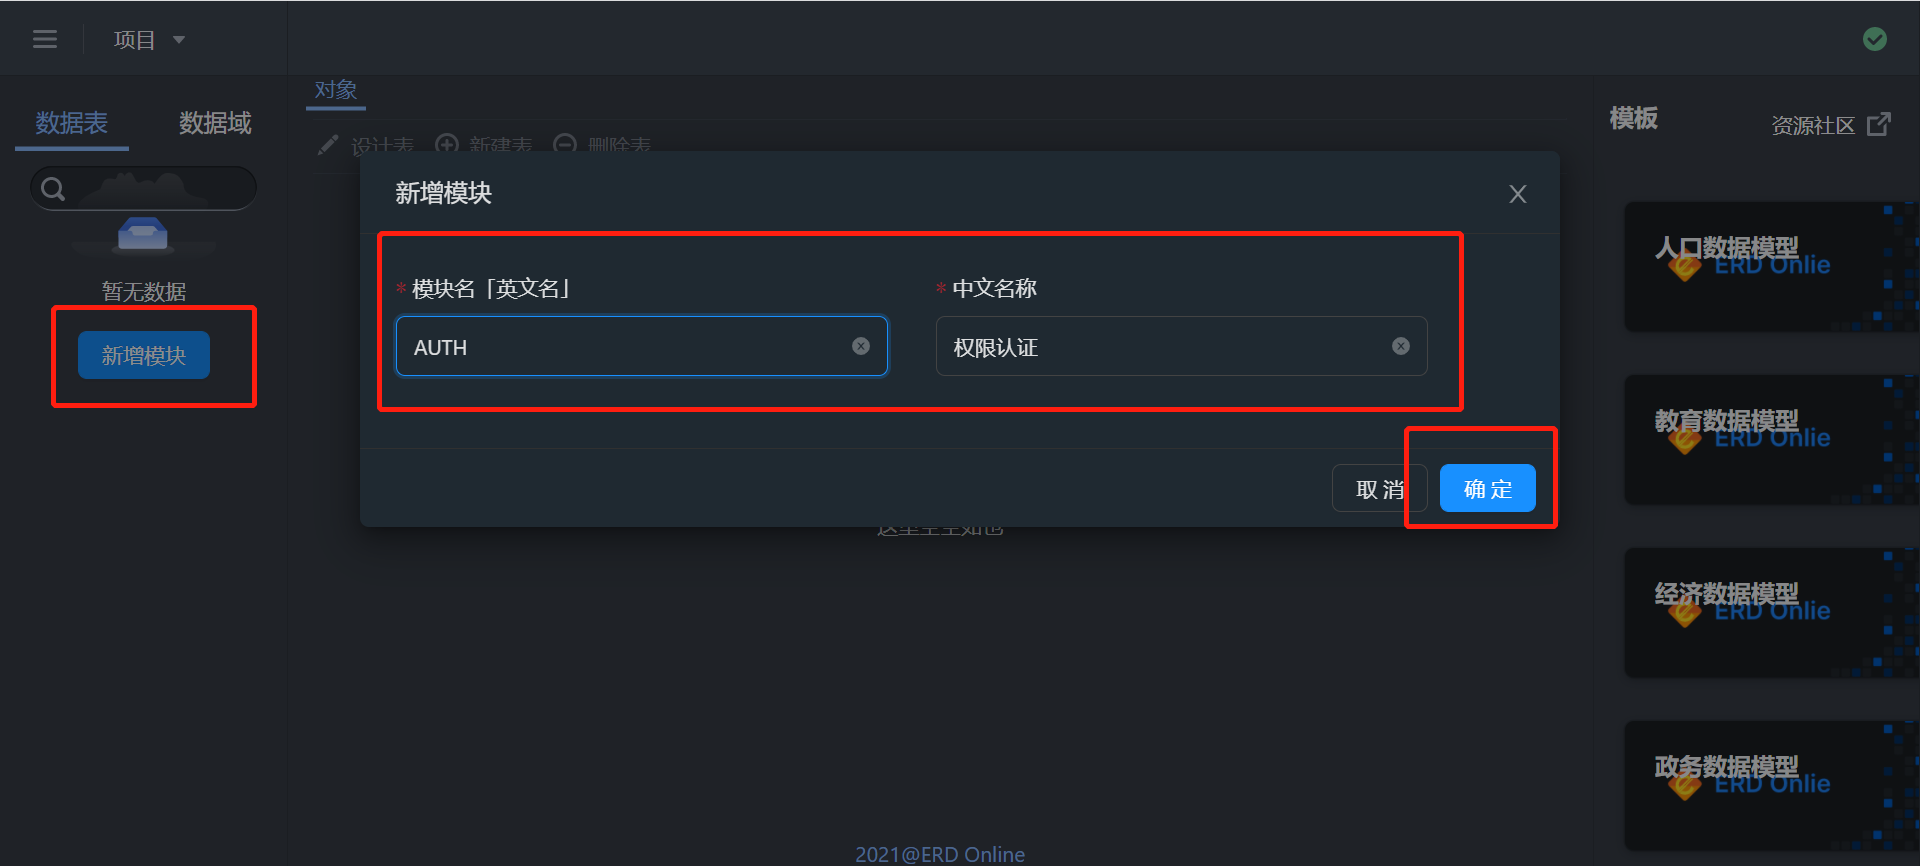 项目
数据表 数据域
对象
设计表 新建表 删除表
模板
资源社区
暂无数据
新增模块
新增模块
* 模块名「英文名」
* 中文名称
AUTH
权限认证
取 消
确 定
这里空空如也
人口数据模型
ERD Onlie
教育数据模型
ERD Onlie
经济数据模型
ERD Onlie
政务数据模型
ERD Onlie
2021@ERD Online